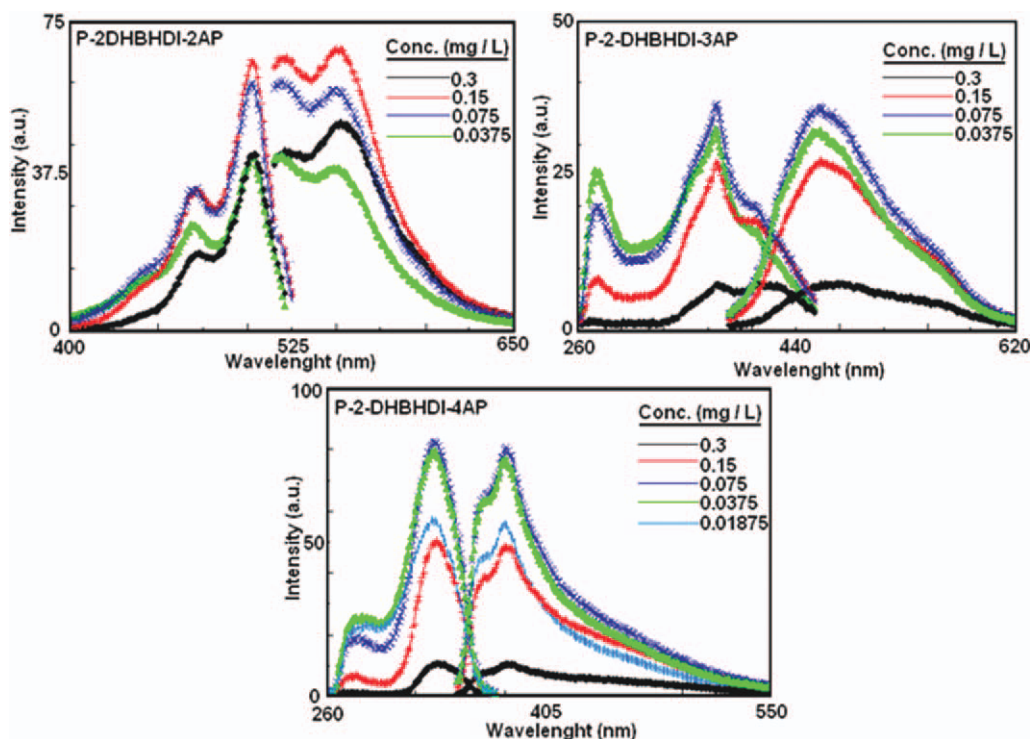 75
P-2DHBHDI-2AP
Conc. (mg / L)
0.3
0.15
0.075
0.0375
37.5
Intensity (a.u.)
0
400
525
650
Wavelenght (nm)
50
P-2-DHBHDI-3AP
Conc. (mg / L)
0.3
0.15
0.075
0.0375
25
Intensity (a.u.)
0
260
440
620
Wavelenght (nm)
100
P-2-DHBHDI-4AP
Conc. (mg / L)
0.3
0.15
0.075
0.0375
0.01875
50
Intensity (a.u.)
0
260
405
550
Wavelenght (nm)